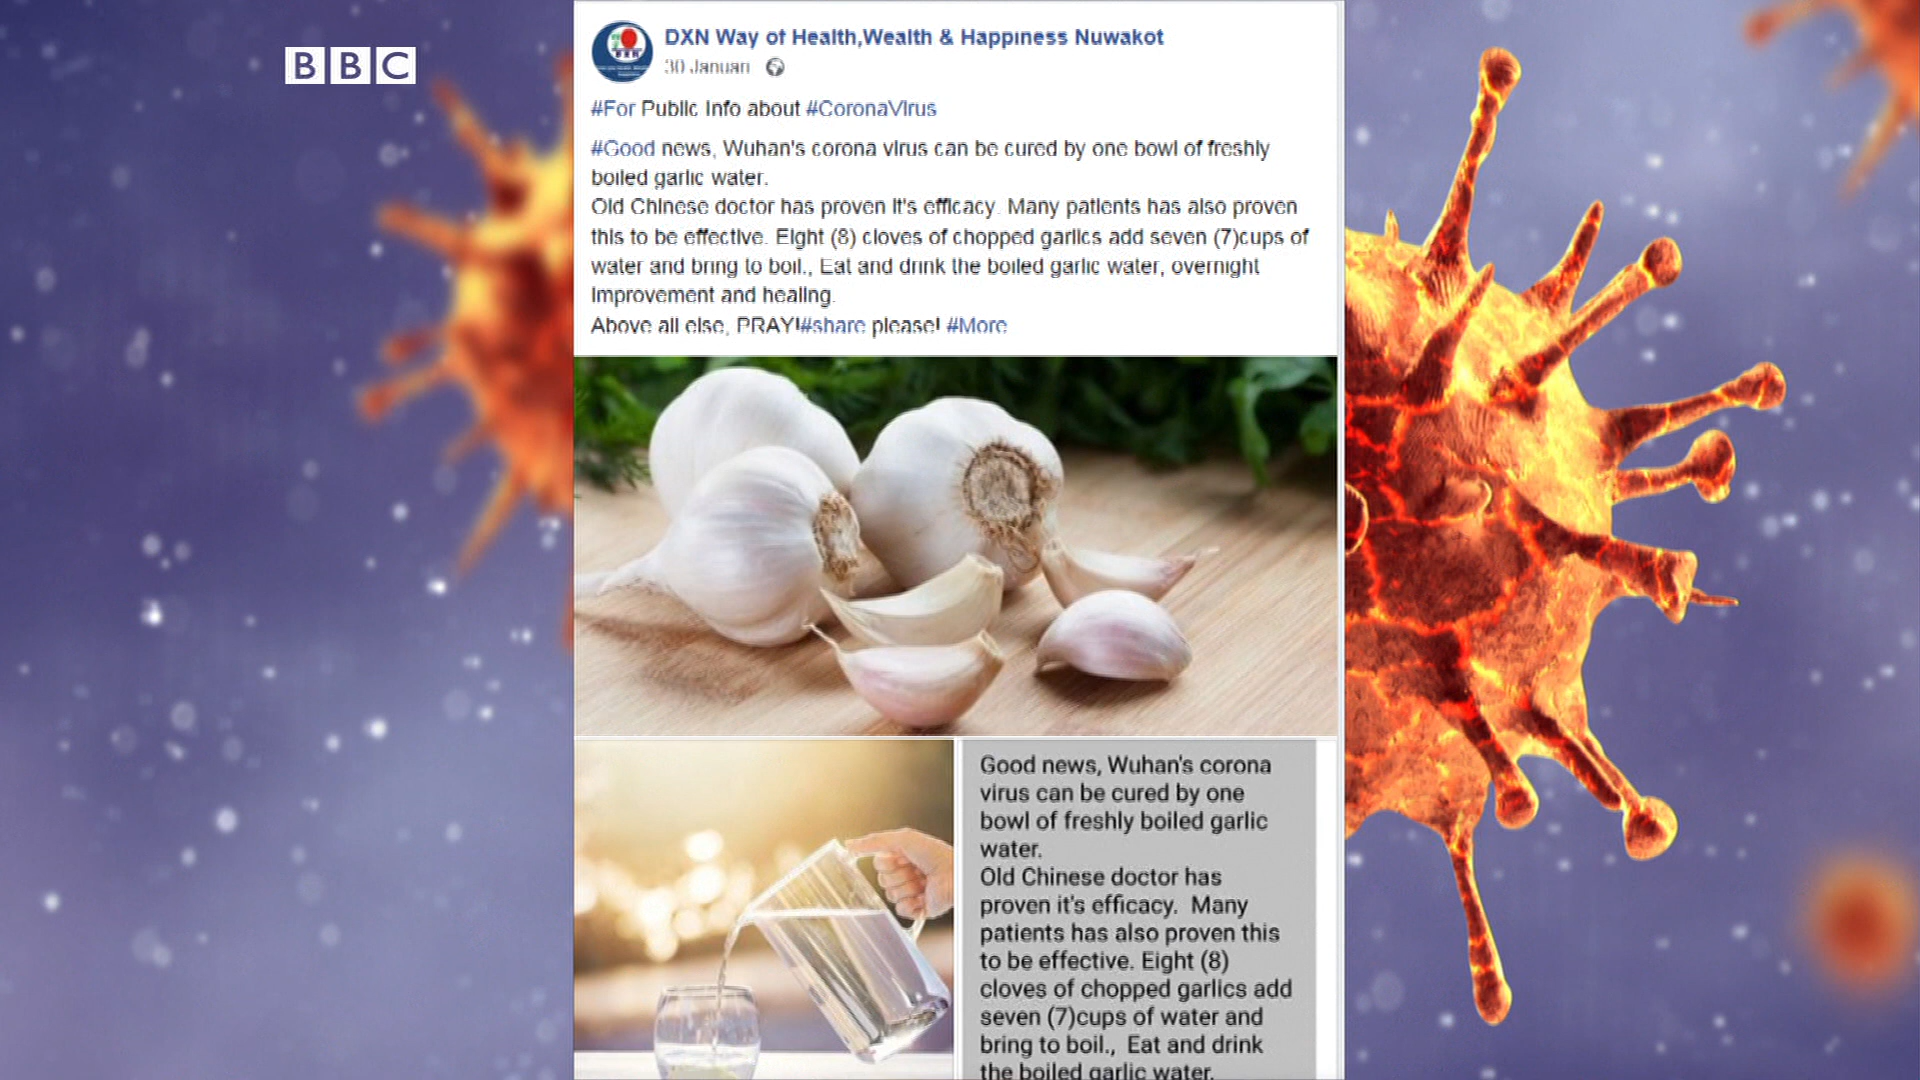 BBC
DXN Way of Health,Wealth & Happiness Nuwakot
30 Januari
#For Public Info about #CoronaVirus
#Good news, Wuhan's corona virus can be cured by one bowl of freshly
boiled garlic water.
Old Chinese doctor has proven it's efficacy. Many patients has also proven
this to be effective. Eight (8) cloves of chopped garlics add seven (7)cups of
water and bring to boil., Eat and drink the boiled garlic water, overnight
improvement and healing.
Above all else, PRAY!#share please! #More
Good news, Wuhan's corona
virus can be cured by one
bowl of freshly boiled garlic
water.
Old Chinese doctor has
proven it's efficacy.  Many
patients has also proven this
to be effective. Eight (8)
cloves of chopped garlics add
seven (7)cups of water and
bring to boil.,  Eat and drink
the boiled garlic water,